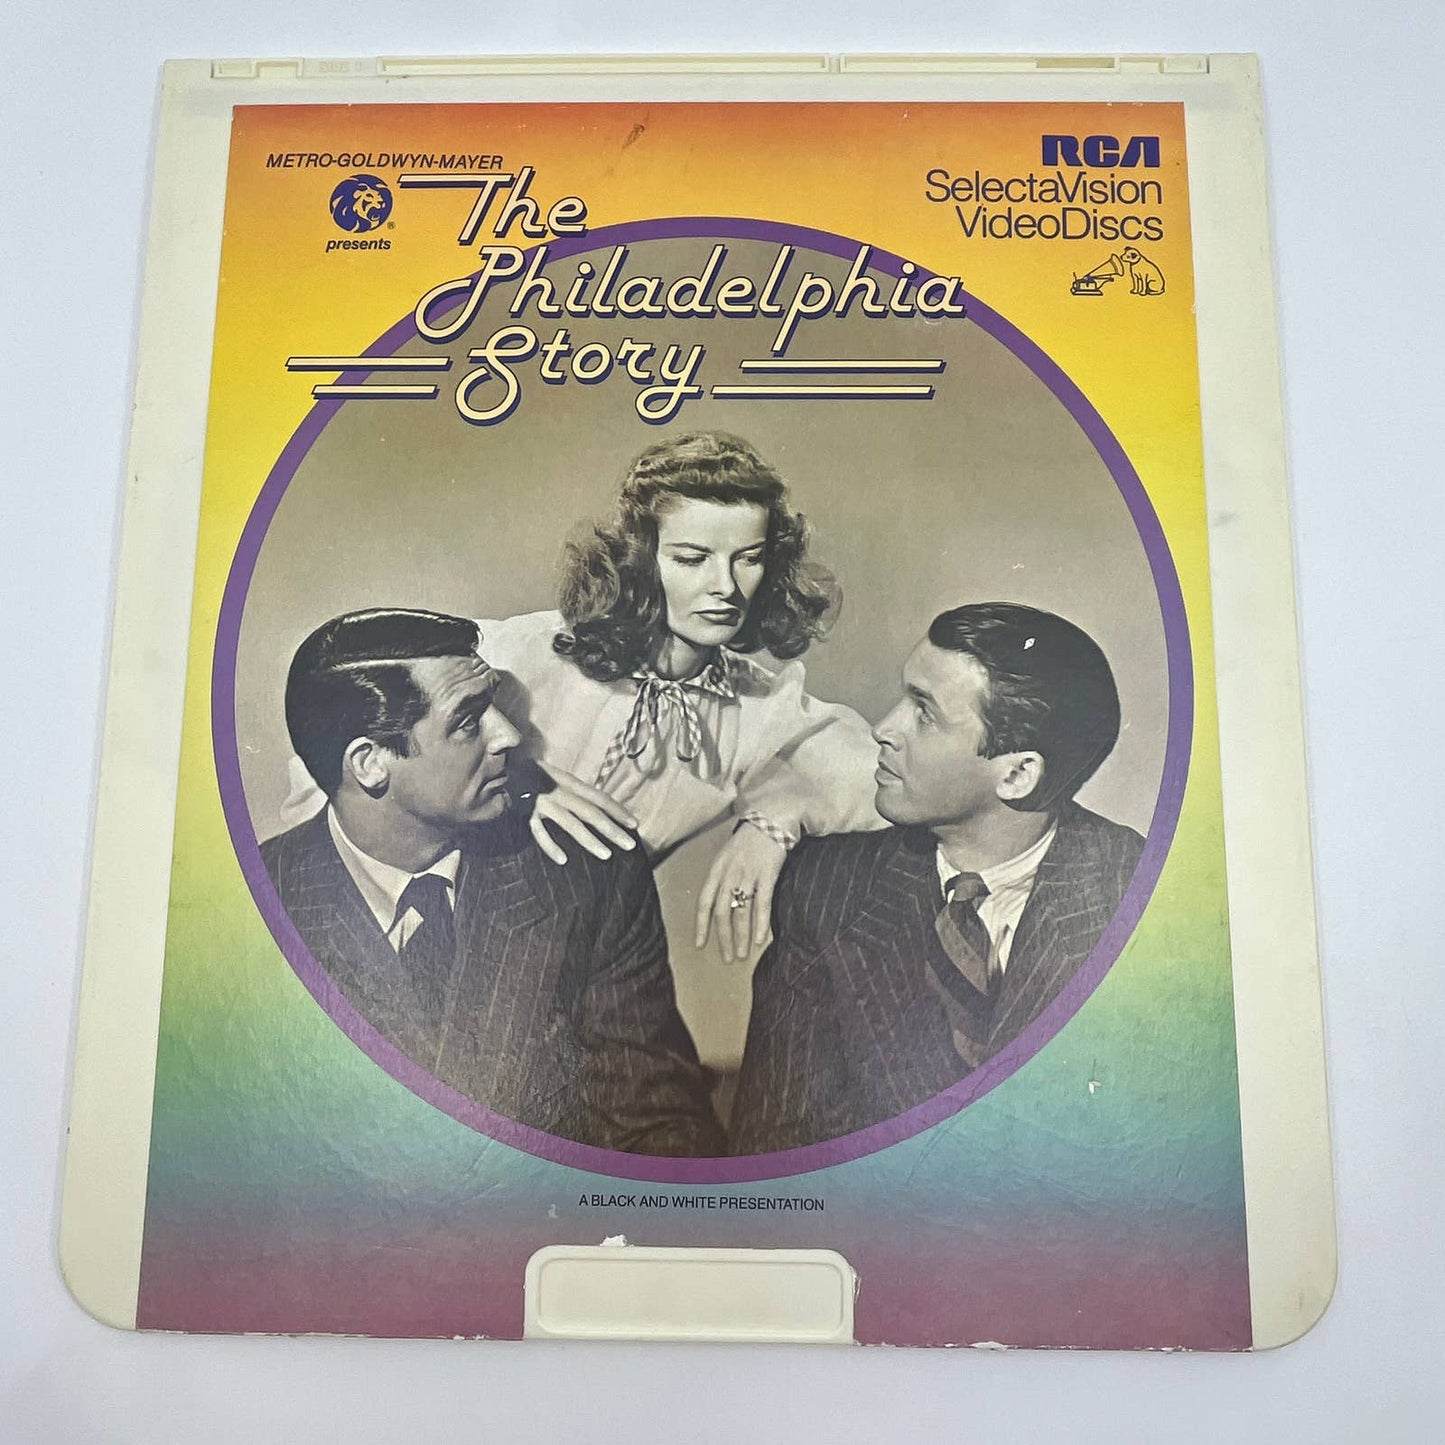 METRO-GOLDWYN-MAYER
presents
The
Philadelphia
Story
RCA
SelectaVision
VideoDiscs
®
A BLACK AND WHITE PRESENTATION